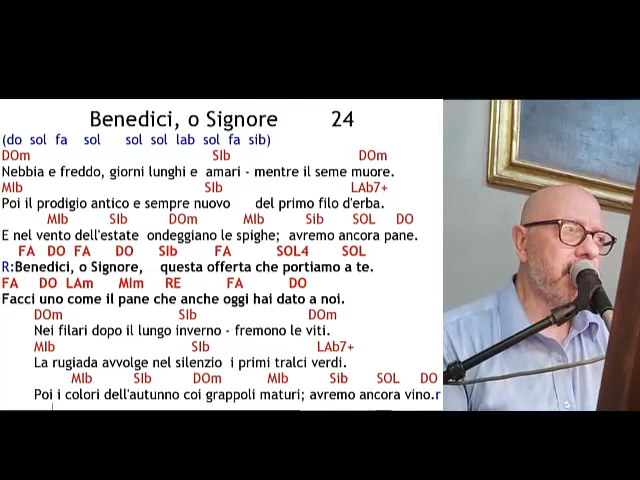 Benedici, o Signore 24
(do sol fa sol sol sol lab sol fa sib)
DOm SIb DOm
Nebbia e freddo, giorni lunghi e amari - mentre il seme muore.
MIb SIb LAb7+
Poi il prodigio antico e sempre nuovo del primo filo d'erba.
MIb SIb DOm MIb Sib SOL DO
E nel vento dell'estate ondeggiano le spighe; avremo ancora pane.
FA DO FA DO SIb FA SOL4 SOL
R:Benedici, o Signore, questa offerta che portiamo a te.
FA DO LAm MIm RE FA DO
Facci uno come il pane che anche oggi hai dato a noi.
DOm SIb DOm
Nei filari dopo il lungo inverno - fremono le viti.
MIb SIb LAb7+
La rugiada avvolge nel silenzio i primi tralci verdi.
MIb SIb DOm MIb Sib SOL DO
Poi i colori dell'autunno coi grappoli maturi; avremo ancora vino.r